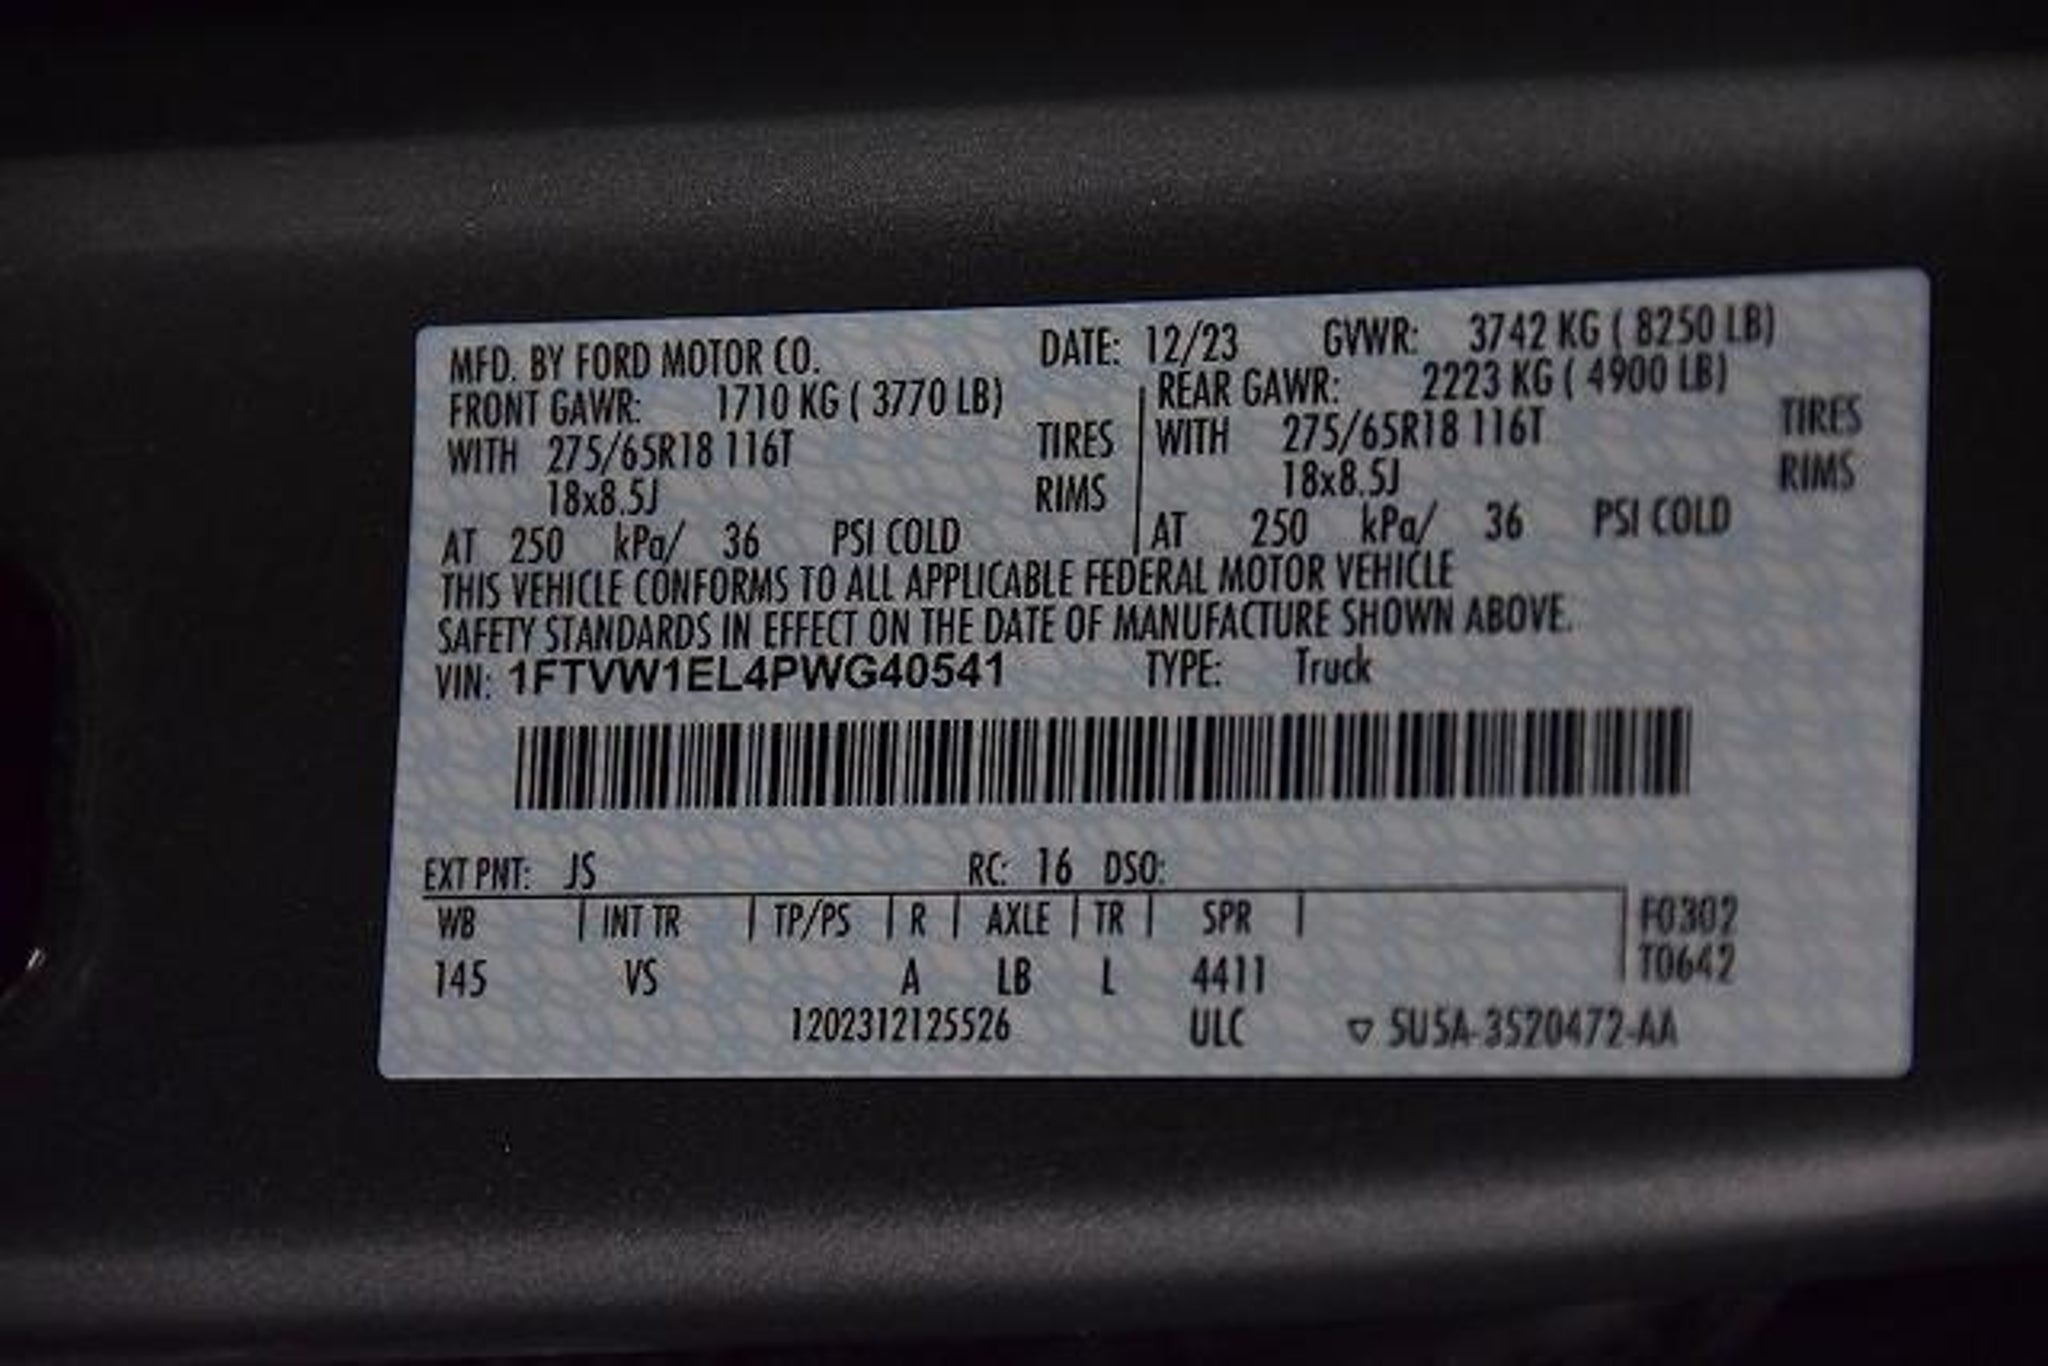 MFD. BY FORD MOTOR CO. DATE: 12/23 GVWR: 3742 KG ( 8250 LB)
FRONT GAWR: 1710 KG ( 3770 LB) REAR GAWR: 2223 KG ( 4900 LB)
WITH 275/65R18 116T TIRES WITH 275/65R18 116T TIRES
18x8.5J RIMS 18x8.5J RIMS
AT 250 kPa/ 36 PSI COLD AT 250 kPa/ 36 PSI COLD
THIS VEHICLE CONFORMS TO ALL APPLICABLE FEDERAL MOTOR VEHICLE
SAFETY STANDARDS IN EFFECT ON THE DATE OF MANUFACTURE SHOWN ABOVE.
VIN: 1FTVW1EL4PWG40541 TYPE: Truck
EXT PNT: JS RC: 16 DSO:
WB INT TR TP/PS R AXLE TR SPR F0302
145 VS A LB L 4411 T0642
1202312125526 ULC ▽ 5U5A-3520472-AA